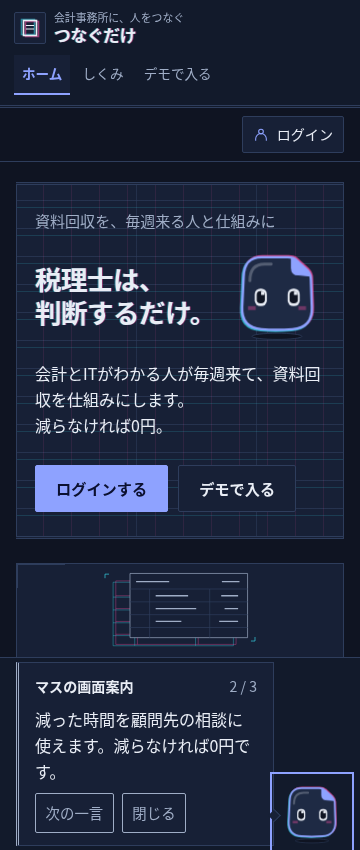 会計事務所に、人をつなぐ
つなぐだけ
ホーム しくみ デモで入る
ログイン
資料回収を、毎週来る人と仕組みに
税理士は、
判断するだけ。
会計とITがわかる人が毎週来て、資料回
収を仕組みにします。
減らなければ0円。
ログインする デモで入る
マスの画面案内 2 / 3
減った時間を顧問先の相談に
使えます。減らなければ0円で
す。
次の一言 閉じる